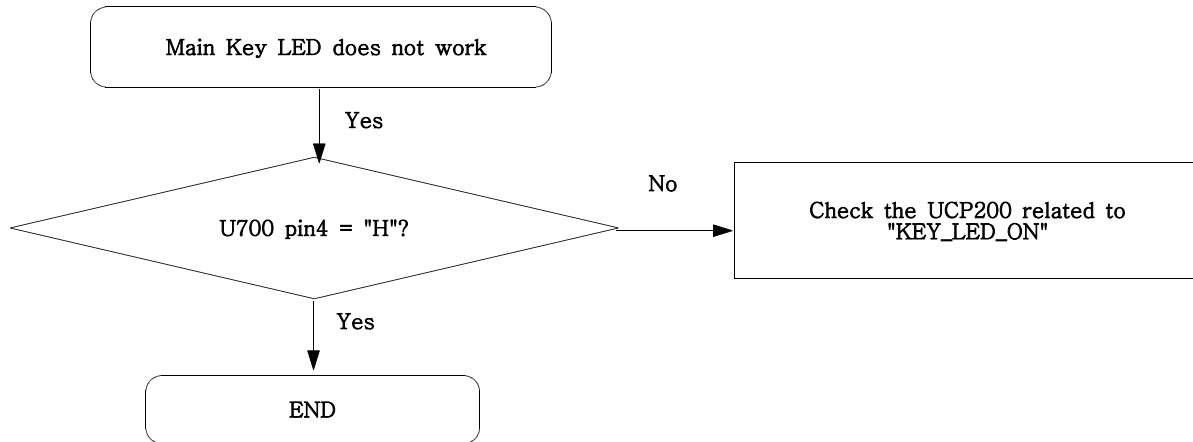 Main Key LED does not work
Yes
U700 pin4 = "H"?
No
Check the UCP200 related to
"KEY_LED_ON"
Yes
END